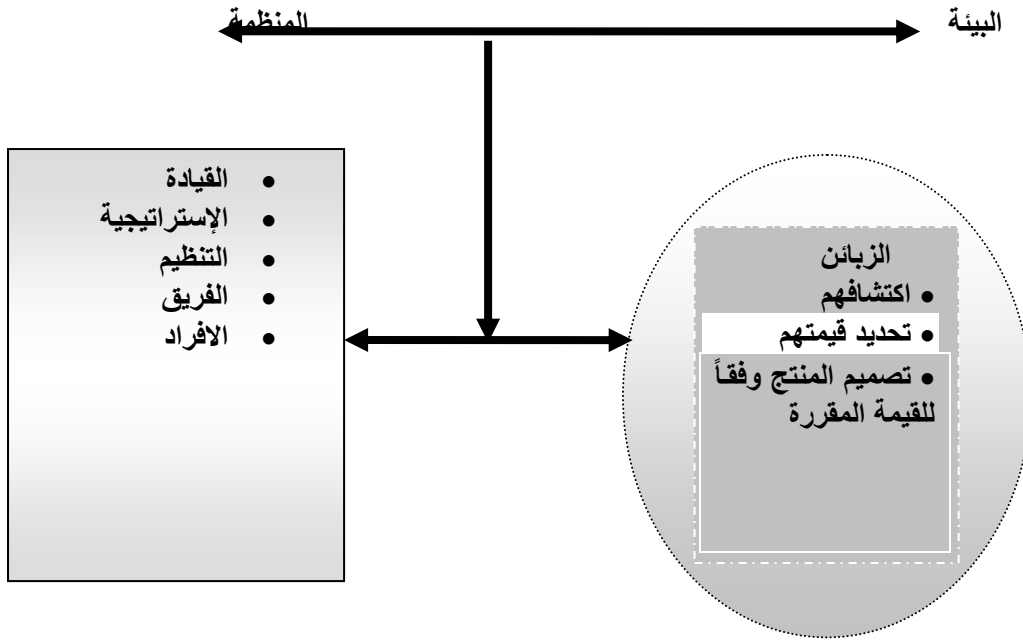 البيئة
المنظمة
الزبائن
• اكتشافهم
• تحديد قيمتهم
• تصميم المنتج وفقاً
للقيمة المقررة
• القيادة
• الإستراتيجية
• التنظيم
• الفريق
• الافراد